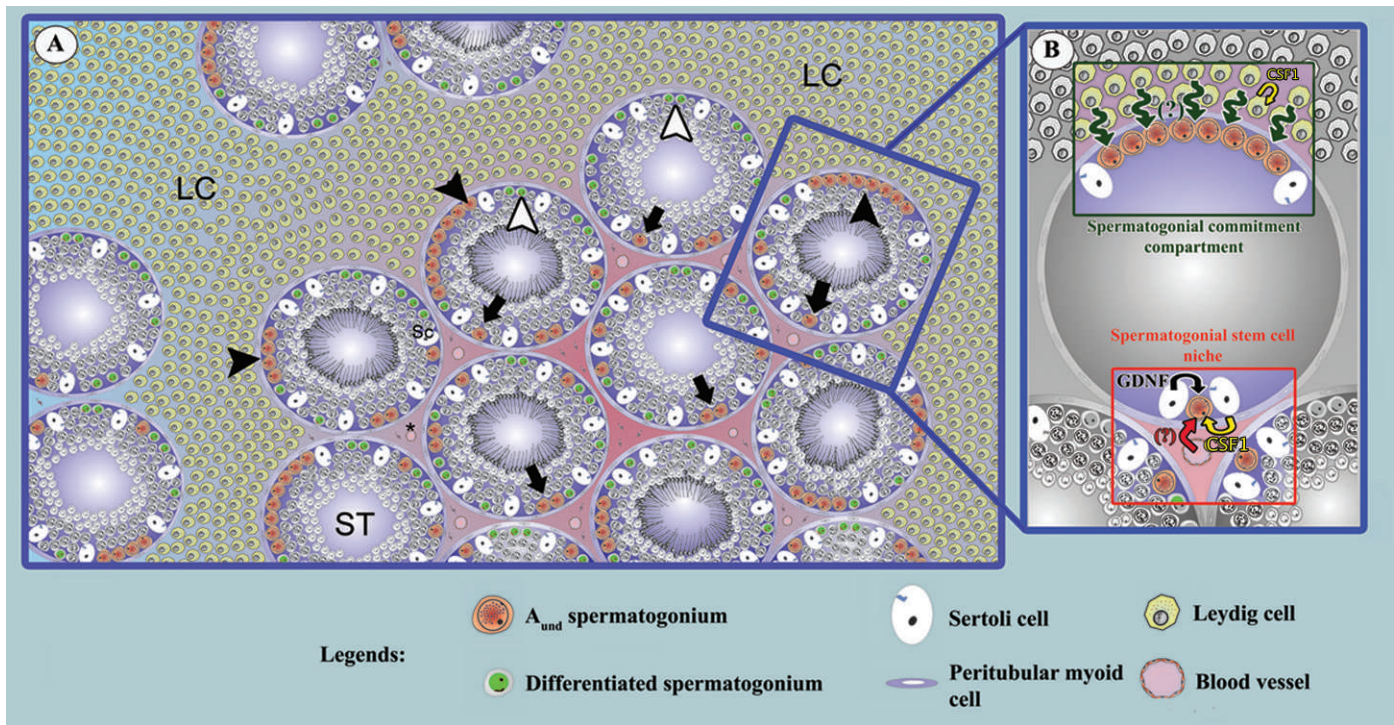 A
LC
LC
Sc
*
ST
B
CSF1
(?)
Spermatogonial commitment
compartment
Spermatogonial stem cell
niche
GDNF
(?)
CSF1
Legends:
Aund spermatogonium
Differentiated spermatogonium
Sertoli cell
Peritubular myoid
cell
Leydig cell
Blood vessel